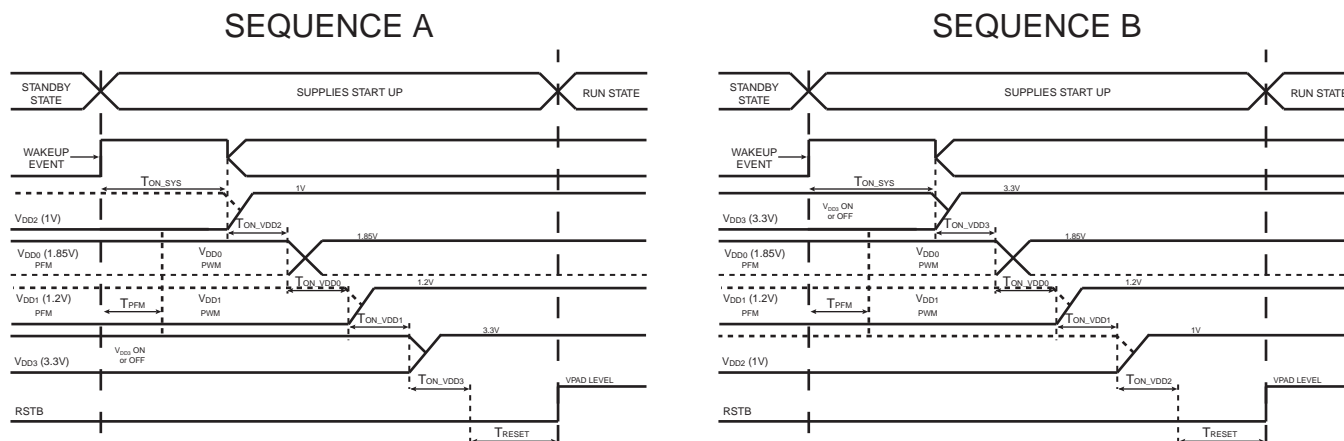 SEQUENCE A
STANDBY
STATE
SUPPLIES START UP
RUN STATE
WAKEUP
EVENT
TON_SYS
1V
VDD2 (1V)
TON_VDD2
1.85V
VDD0 (1.85V)
PFM
VDD0
PWM
TON_VDD0
1.2V
VDD1 (1.2V)
PFM
TPFM
VDD1
PWM
TON_VDD1
3.3V
VDD3 ON
or OFF
VDD3 (3.3V)
TON_VDD3
VPAD LEVEL
RSTB
TRESET
SEQUENCE B
STANDBY
STATE
SUPPLIES START UP
RUN STATE
WAKEUP
EVENT
TON_SYS
3.3V
VDD3 ON
or OFF
VDD3 (3.3V)
TON_VDD3
1.85V
VDD0 (1.85V)
PFM
VDD0
PWM
TON_VDD0
1.2V
VDD1 (1.2V)
PFM
TPFM
VDD1
PWM
TON_VDD1
1V
VDD2 (1V)
TON_VDD2
VPAD LEVEL
RSTB
TRESET